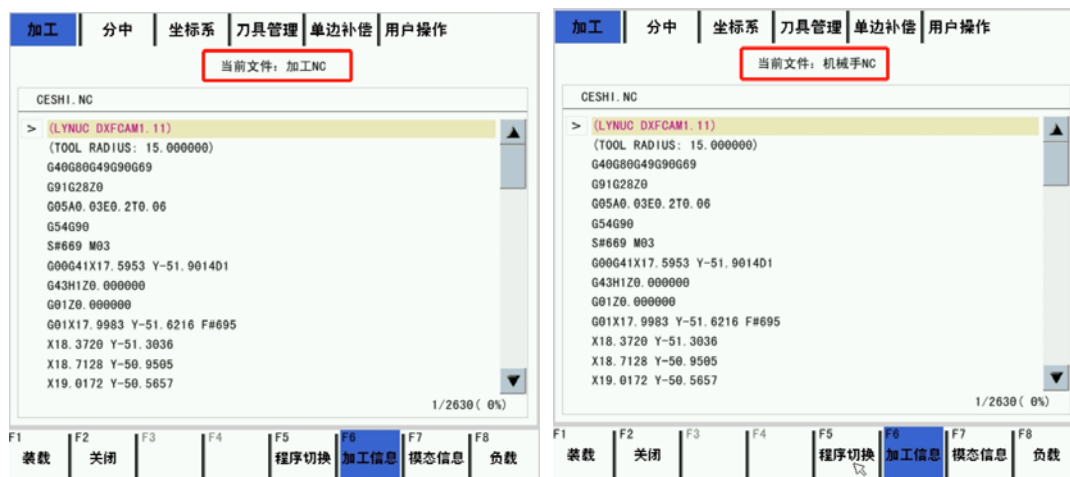 加工 分中 坐标系 刀具管理 单边补偿 用户操作
当前文件：加工NC
CESHI.NC
> (LYNUC DXFCAM1.11)
(TOOL RADIUS: 15.000000)
G40G80G49G90G69
G91G28Z0
G05A0.03E0.2T0.06
G54G90
S#669 M03
G00G41X17.5953 Y-51.9014D1
G43H1Z0.000000
G01Z0.000000
G01X17.9983 Y-51.6216 F#695
X18.3720 Y-51.3036
X18.7128 Y-50.9505
X19.0172 Y-50.5657
1/2630( 0%)
F1 F2 F3 F4 F5 F6 F7 F8
装载 关闭 程序切换 加工信息 模态信息 负载
加工 分中 坐标系 刀具管理 单边补偿 用户操作
当前文件：机械手NC
CESHI.NC
> (LYNUC DXFCAM1.11)
(TOOL RADIUS: 15.000000)
G40G80G49G90G69
G91G28Z0
G05A0.03E0.2T0.06
G54G90
S#669 M03
G00G41X17.5953 Y-51.9014D1
G43H1Z0.000000
G01Z0.000000
G01X17.9983 Y-51.6216 F#695
X18.3720 Y-51.3036
X18.7128 Y-50.9505
X19.0172 Y-50.5657
1/2630( 0%)
F1 F2 F3 F4 F5 F6 F7 F8
装载 关闭 程序切换 加工信息 模态信息 负载